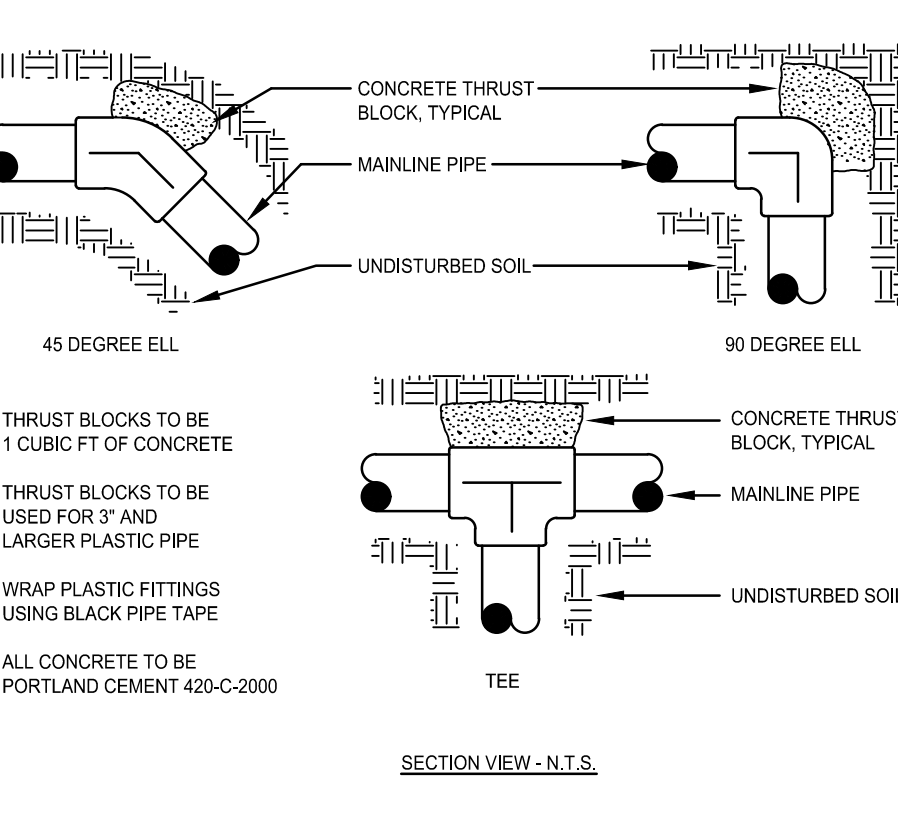 CONCRETE THRUST
BLOCK, TYPICAL
MAINLINE PIPE
UNDISTURBED SOIL
45 DEGREE ELL
90 DEGREE ELL
THRUST BLOCKS TO BE
1 CUBIC FT OF CONCRETE
THRUST BLOCKS TO BE
USED FOR 3" AND
LARGER PLASTIC PIPE
WRAP PLASTIC FITTINGS
USING BLACK PIPE TAPE
ALL CONCRETE TO BE
PORTLAND CEMENT 420-C-2000
CONCRETE THRUST
BLOCK, TYPICAL
MAINLINE PIPE
UNDISTURBED SOIL
TEE
SECTION VIEW - N.T.S.